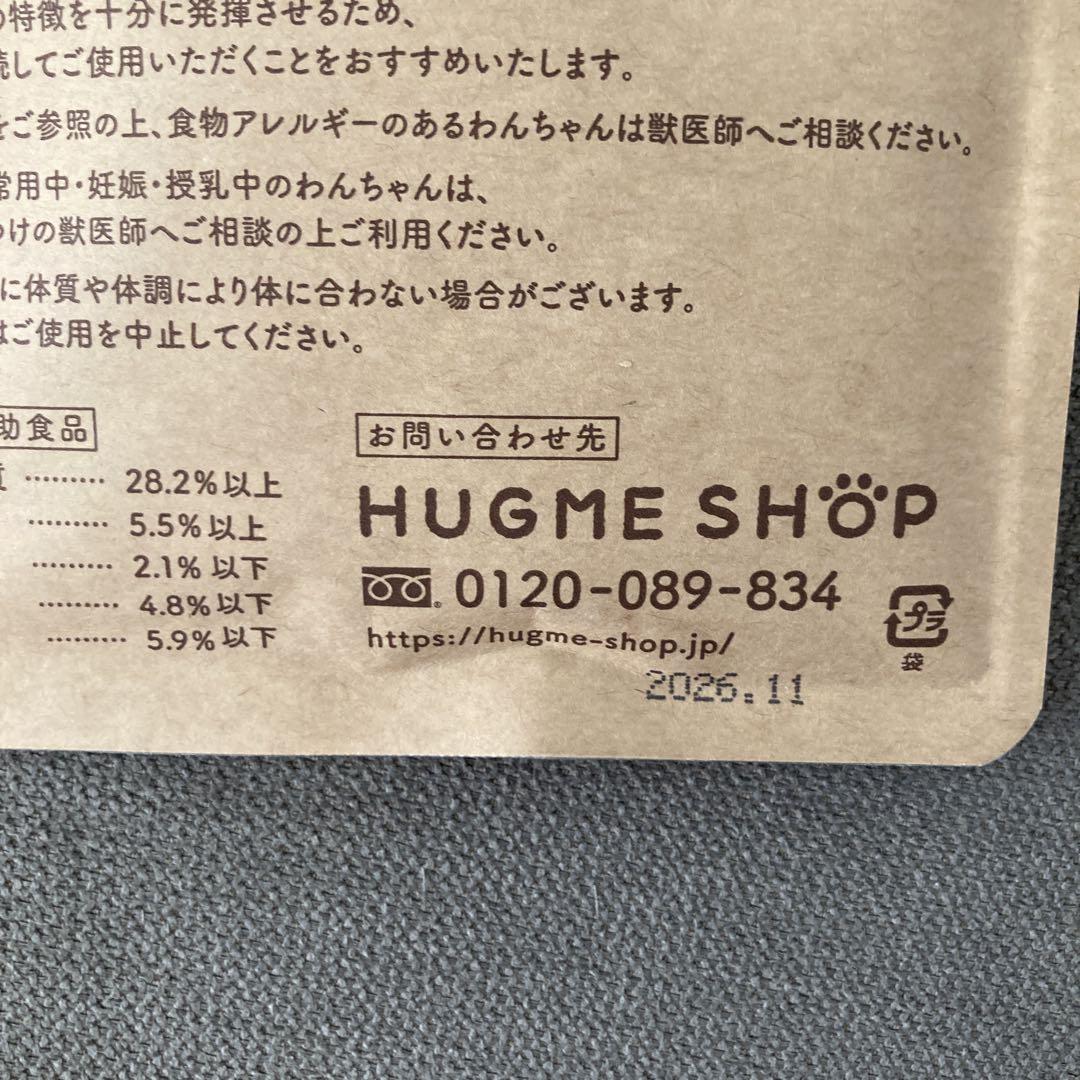 の特徴を十分に発揮させるため、
続してご使用いただくことをおすすめいたします。
をご参照の上、食物アレルギーのあるわんちゃんは獣医師へご相談ください。
常用中・妊娠・授乳中のわんちゃんは、
つけの獣医師へご相談の上ご利用ください。
に体質や体調により体に合わない場合がございます。
はご使用を中止してください。
助食品
質 ……… 28.2%以上
……… 5.5%以上
……… 2.1%以下
……… 4.8%以下
……… 5.9%以下
お問い合わせ先
HUGME SHOP
0120-089-834
https://hugme-shop.jp/
プラ
袋
2026.11